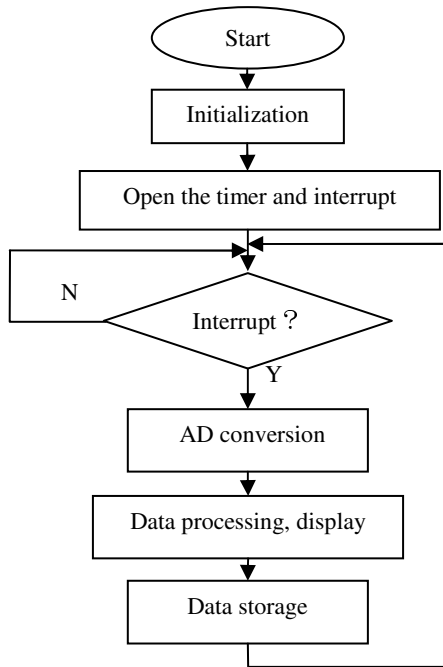 Start
Initialization
Open the timer and interrupt
N
Interrupt？
Y
AD conversion
Data processing, display
Data storage